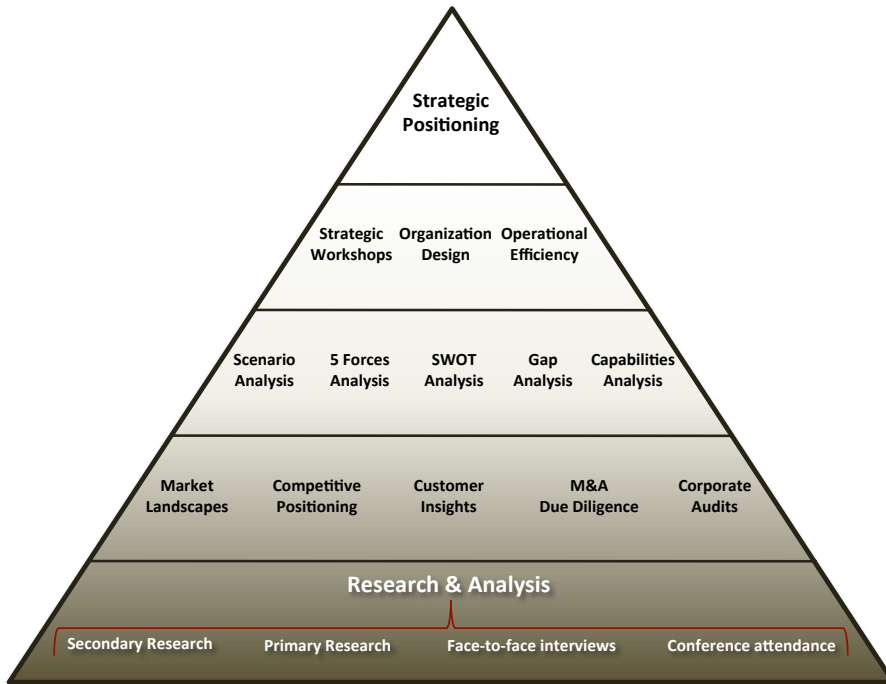 Strategic
Positioning
Strategic Organization Operational
Workshops Design Efficiency
Scenario 5 Forces SWOT Gap Capabilities
Analysis Analysis Analysis Analysis Analysis
Market Competitive Customer M&A Corporate
Landscapes Positioning Insights Due Diligence Audits
Research & Analysis
Secondary Research Primary Research Face-to-face interviews Conference attendance